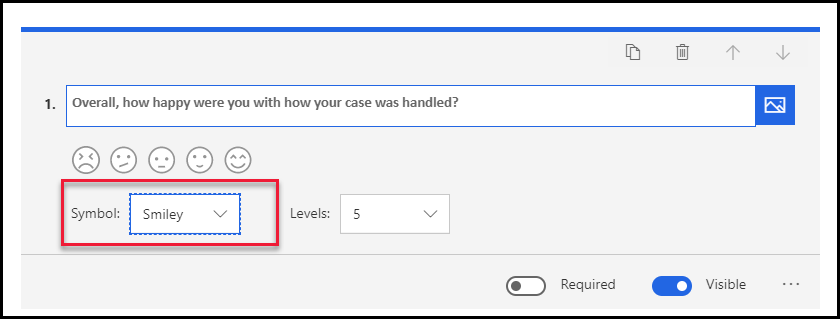 1. Overall, how happy were you with how your case was handled?
Symbol: Smiley Levels: 5
Required Visible ...